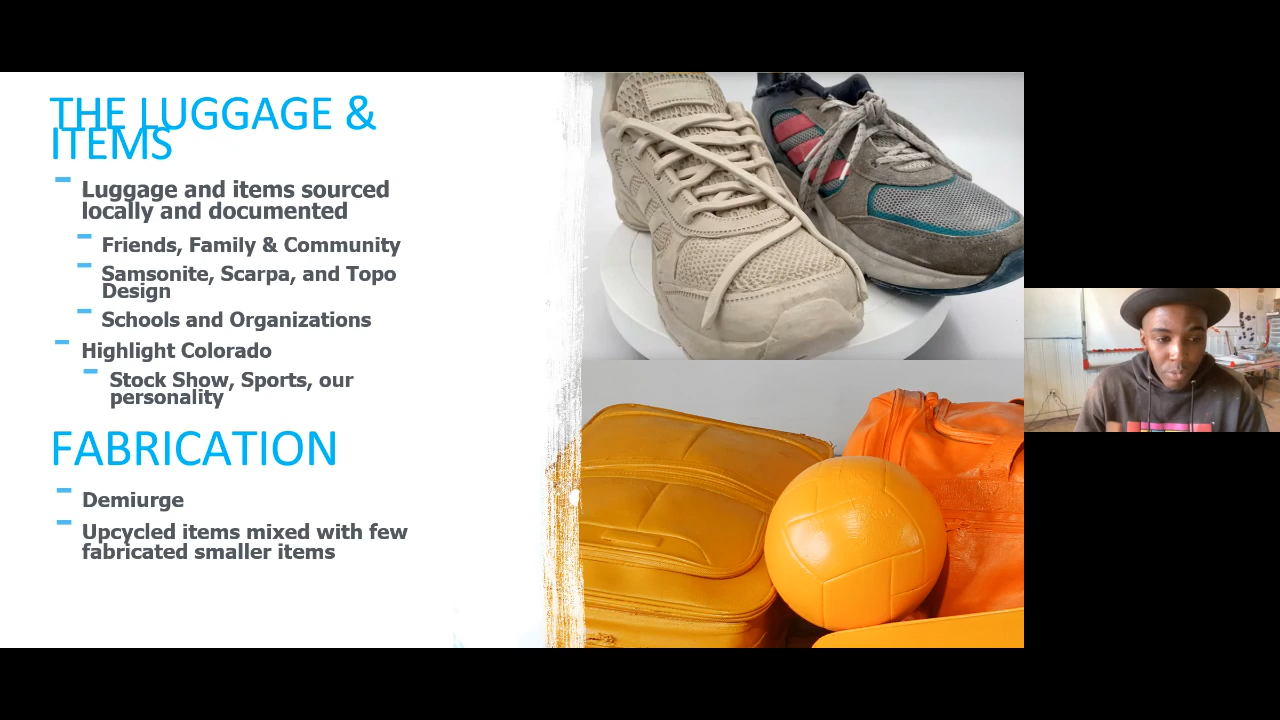 THE LUGGAGE &
ITEMS
Luggage and items sourced
locally and documented
Friends, Family & Community
Samsonite, Scarpa, and Topo
Design
Schools and Organizations
Highlight Colorado
Stock Show, Sports, our
personality
FABRICATION
Demiurge
Upcycled items mixed with few
fabricated smaller items